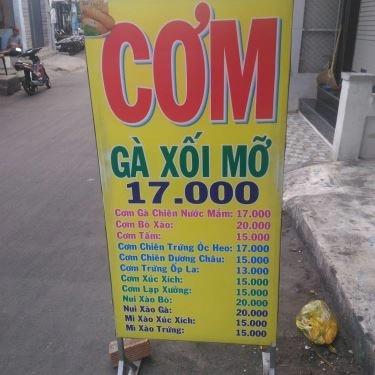 CƠM
GÀ XỐI MỠ
17.000
Cơm Gà Chiên Nước Mắm: 17.000
Cơm Bò Xào: 20.000
Cơm Tấm: 15.000
Cơm Chiên Trứng Ốc Heo: 17.000
Cơm Chiên Dương Châu: 15.000
Cơm Trứng Ốp La: 13.000
Cơm Xúc Xích: 15.000
Cơm Lạp Xưởng: 15.000
Nui Xào Bò: 20.000
Nui Xào Gà: 20.000
Mì Xào Xúc Xích: 15.000
Mì Xào Trứng: 15.000